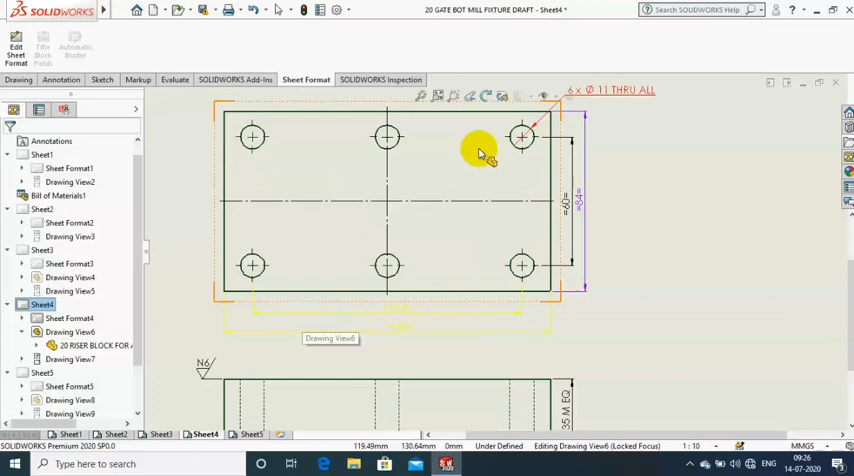 SOLIDWORKS
20 GATE BOT MILL FIXTURE DRAFT - Sheet4 *
Search SOLIDWORKS Help
Edit Sheet Format
Title Block Fields
Automatic Border
Drawing
Annotation
Sketch
Markup
Evaluate
SOLIDWORKS Add-Ins
Sheet Format
SOLIDWORKS Inspection
Annotations
Sheet1
Sheet Format1
Drawing View2
Bill of Materials1
Sheet2
Sheet Format2
Drawing View3
Sheet3
Sheet Format3
Drawing View4
Drawing View5
Sheet4
Sheet Format4
Drawing View6
20 RISER BLOCK FOR A
Drawing View7
Sheet5
Sheet Format5
Drawing View8
Drawing View9
6 x Ø 11 THRU ALL
=60=
=84=
Drawing View6
N6/
35 M EQ
Sheet1
Sheet2
Sheet3
Sheet4
Sheet5
SOLIDWORKS Premium 2020 SP0.0
119.49mm
130.64mm
0mm
Under Defined
Editing Drawing View6 (Locked Focus)
1 : 10
MMGS
Type here to search
SW 2020
ENG
09:26
14-07-2020